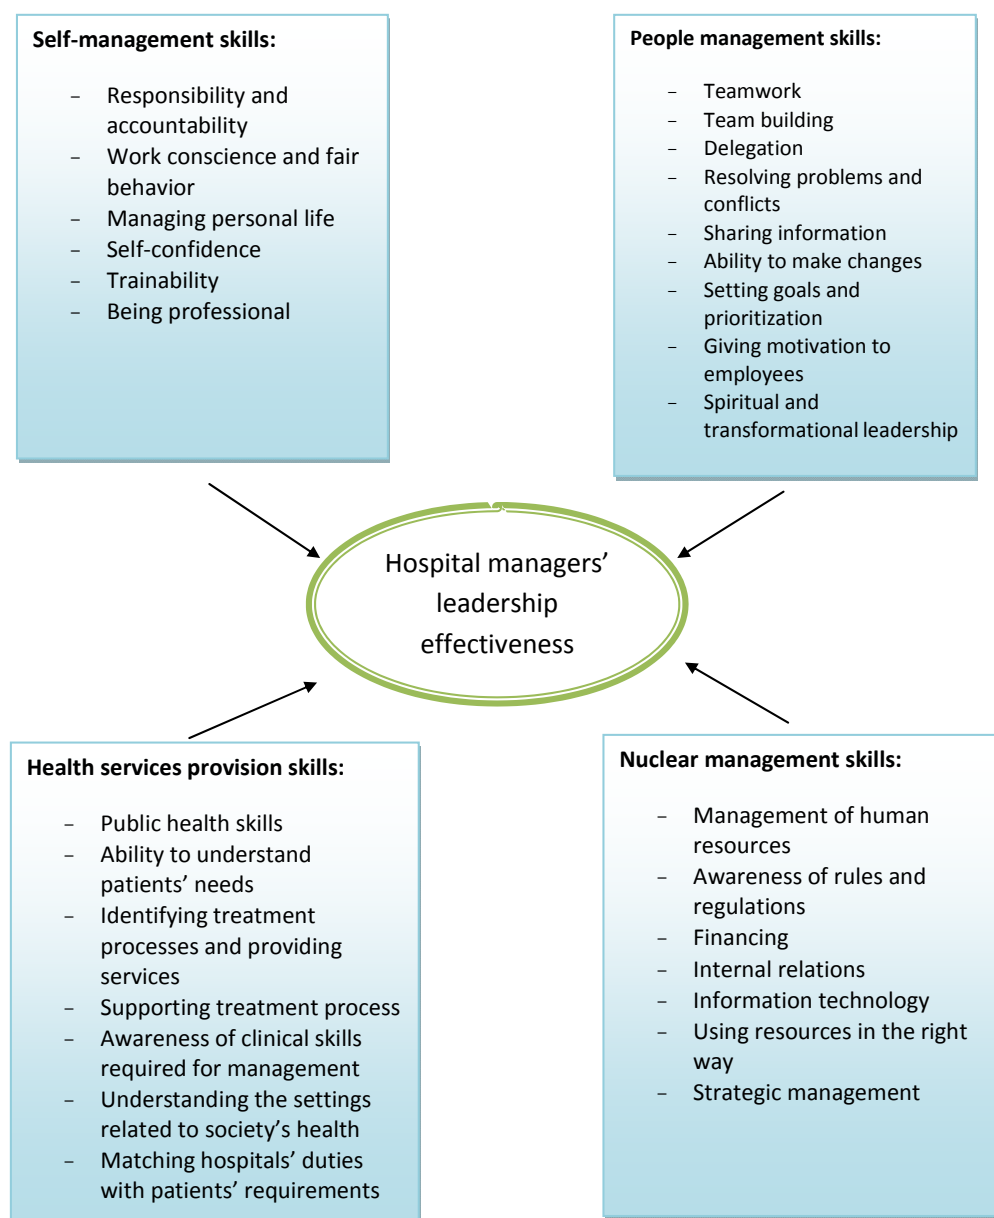 Self-management skills:
– Responsibility and
accountability
– Work conscience and fair
behavior
– Managing personal life
– Self-confidence
– Trainability
– Being professional
People management skills:
– Teamwork
– Team building
– Delegation
– Resolving problems and
conflicts
– Sharing information
– Ability to make changes
– Setting goals and
prioritization
– Giving motivation to
employees
– Spiritual and
transformational leadership
Hospital managers’
leadership
effectiveness
Health services provision skills:
– Public health skills
– Ability to understand
patients’ needs
– Identifying treatment
processes and providing
services
– Supporting treatment process
– Awareness of clinical skills
required for management
– Understanding the settings
related to society’s health
– Matching hospitals’ duties
with patients’ requirements
Nuclear management skills:
– Management of human
resources
– Awareness of rules and
regulations
– Financing
– Internal relations
– Information technology
– Using resources in the right
way
– Strategic management